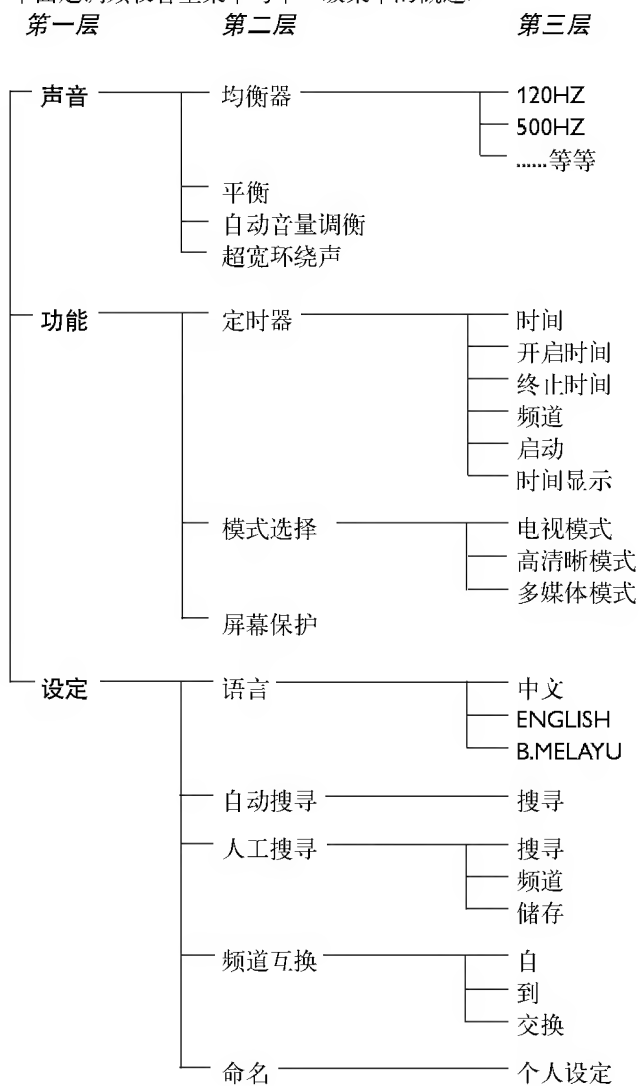 第一层 第二层 第三层
声音 均衡器 120HZ
500HZ
......等等
平衡
自动音量调衡
超宽环绕声
功能 定时器 时间
开启时间
终止时间
频道
启动
时间显示
模式选择 电视模式
高清晰模式
多媒体模式
屏幕保护
设定 语言 中文
ENGLISH
B.MELAYU
自动搜寻 搜寻
人工搜寻 搜寻
频道
储存
频道互换 自
到
交换
命名 个人设定